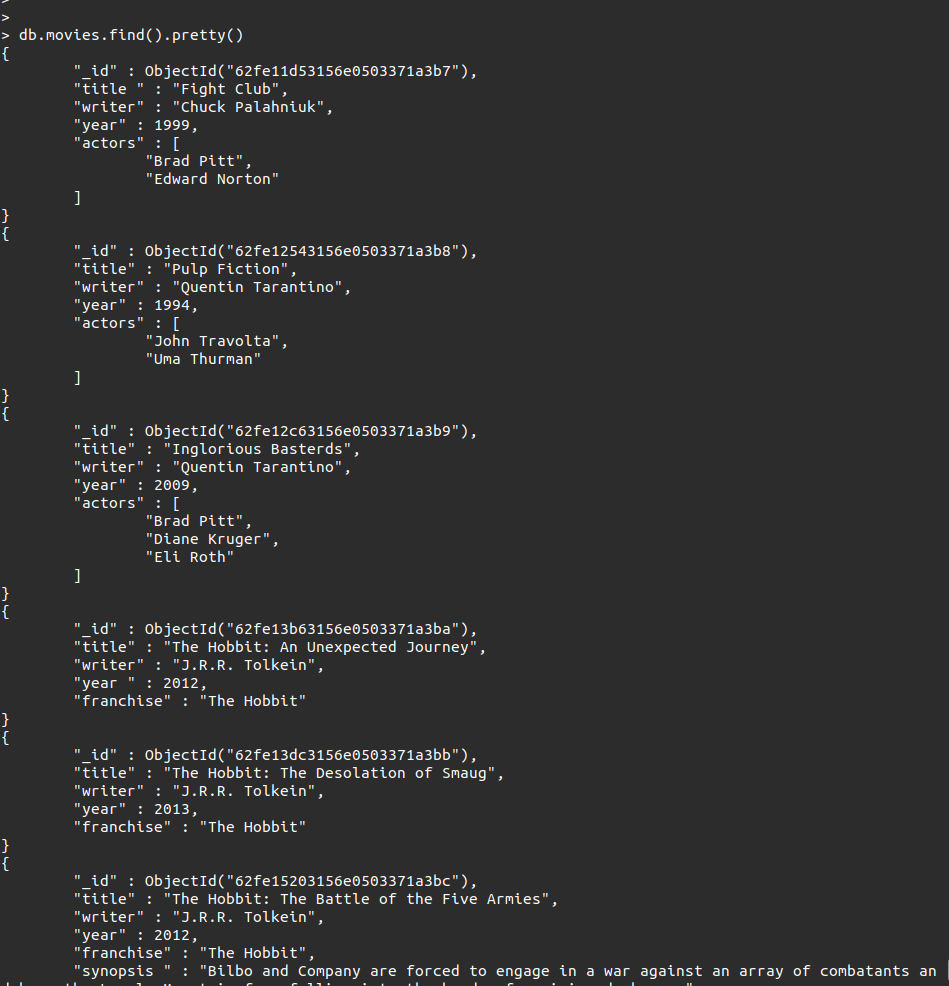 >
>
> db.movies.find().pretty()
{
"_id" : ObjectId("62fe11d53156e0503371a3b7"),
"title " : "Fight Club",
"writer" : "Chuck Palahniuk",
"year" : 1999,
"actors" : [
"Brad Pitt",
"Edward Norton"
]
}
{
"_id" : ObjectId("62fe12543156e0503371a3b8"),
"title" : "Pulp Fiction",
"writer" : "Quentin Tarantino",
"year" : 1994,
"actors" : [
"John Travolta",
"Uma Thurman"
]
}
{
"_id" : ObjectId("62fe12c63156e0503371a3b9"),
"title" : "Inglorious Basterds",
"writer" : "Quentin Tarantino",
"year" : 2009,
"actors" : [
"Brad Pitt",
"Diane Kruger",
"Eli Roth"
]
}
{
"_id" : ObjectId("62fe13b63156e0503371a3ba"),
"title" : "The Hobbit: An Unexpected Journey",
"writer" : "J.R.R. Tolkein",
"year " : 2012,
"franchise" : "The Hobbit"
}
{
"_id" : ObjectId("62fe13dc3156e0503371a3bb"),
"title" : "The Hobbit: The Desolation of Smaug",
"writer" : "J.R.R. Tolkein",
"year" : 2013,
"franchise" : "The Hobbit"
}
{
"_id" : ObjectId("62fe15203156e0503371a3bc"),
"title" : "The Hobbit: The Battle of the Five Armies",
"writer" : "J.R.R. Tolkein",
"year" : 2012,
"franchise" : "The Hobbit",
"synopsis " : "Bilbo and Company are forced to engage in a war against an array of combatants an